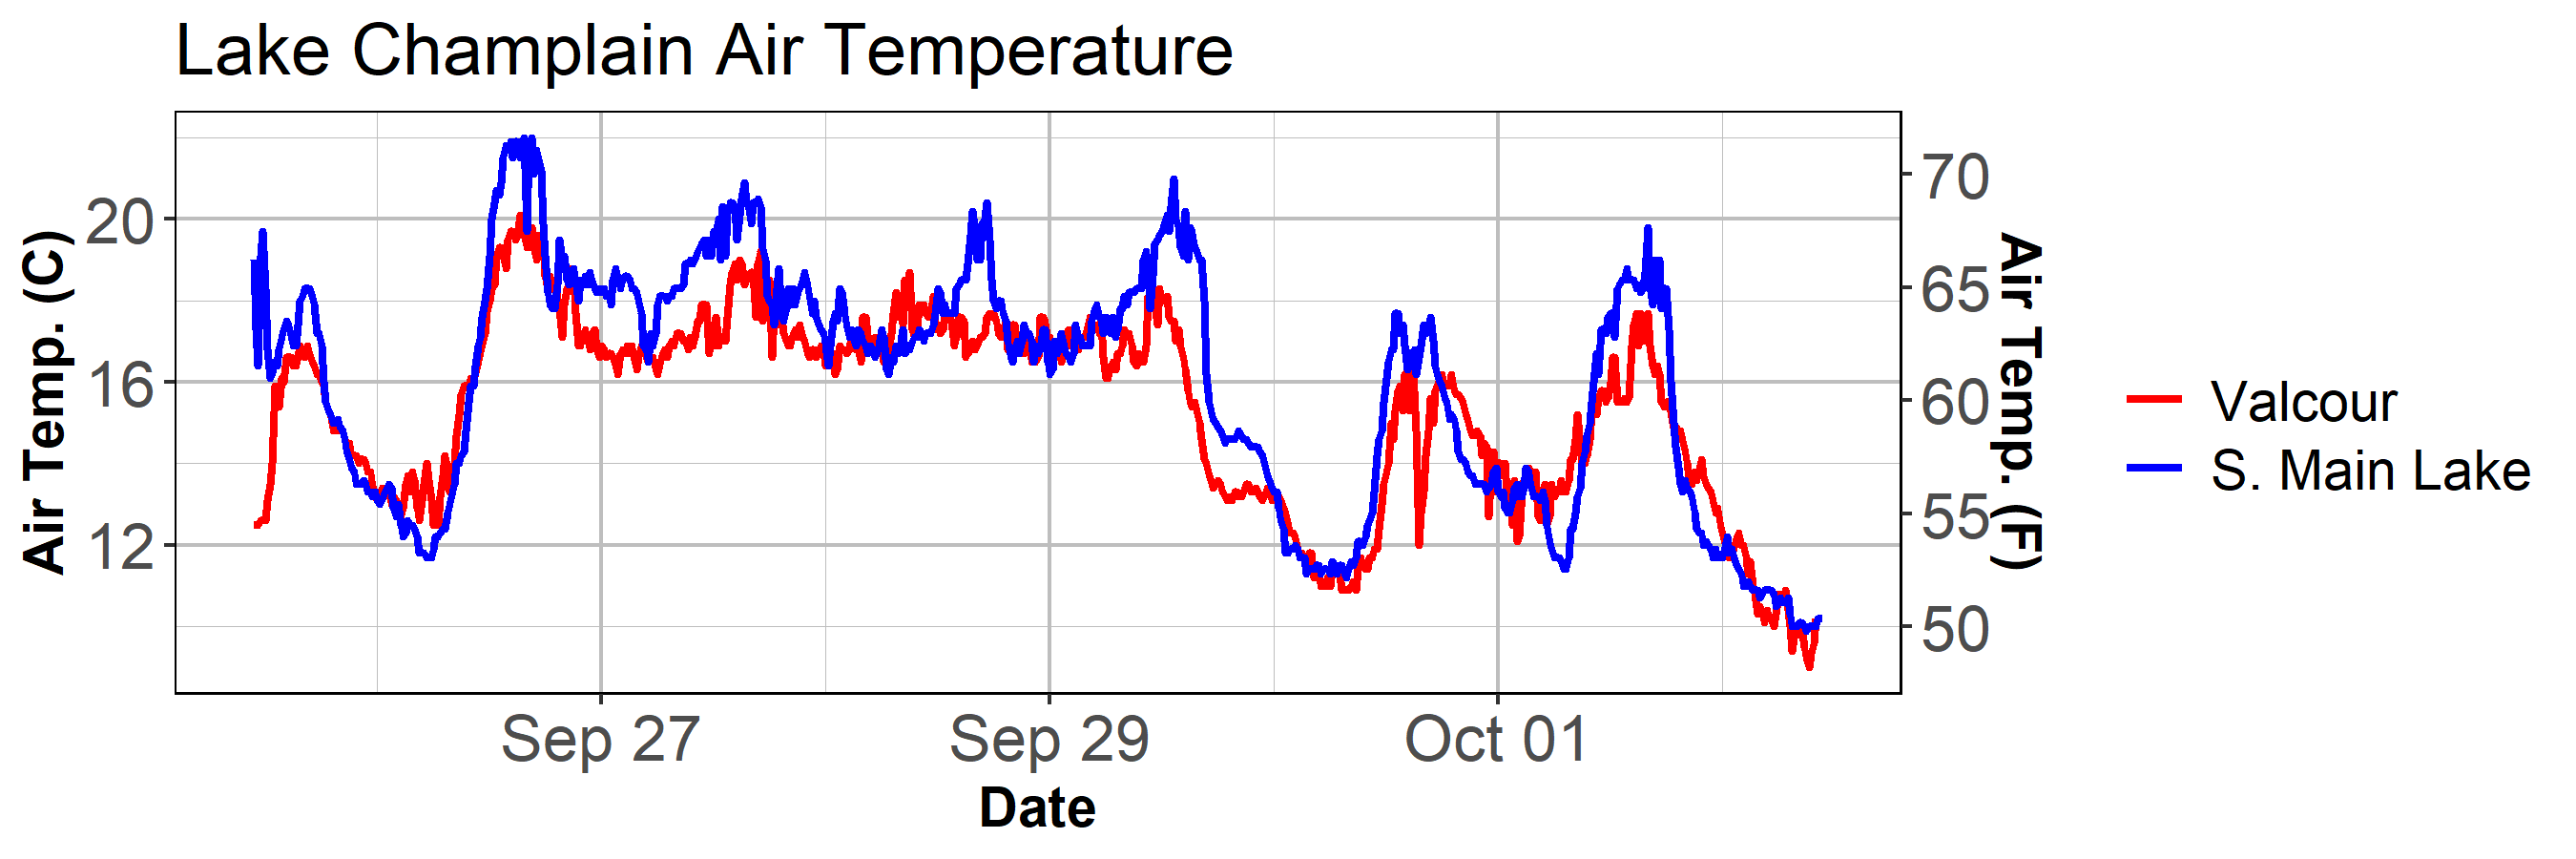 Lake Champlain Air Temperature
Air Temp. (C)
20
16
12
70
65
60
55
50
Air Temp. (F)
Sep 27
Sep 29
Oct 01
Date
Valcour
S. Main Lake